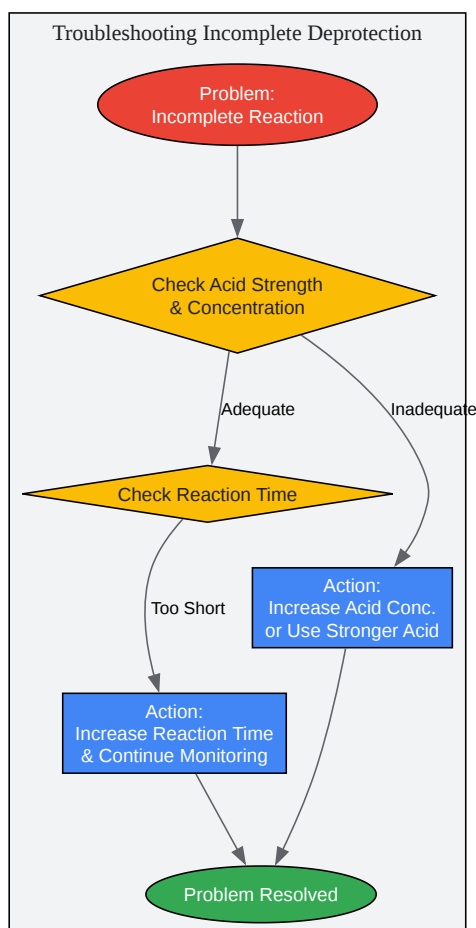 Troubleshooting Incomplete Deprotection
Problem:
Incomplete Reaction
Check Acid Strength
& Concentration
Adequate
Inadequate
Check Reaction Time
Too Short
Action:
Increase Acid Conc.
or Use Stronger Acid
Action:
Increase Reaction Time
& Continue Monitoring
Problem Resolved